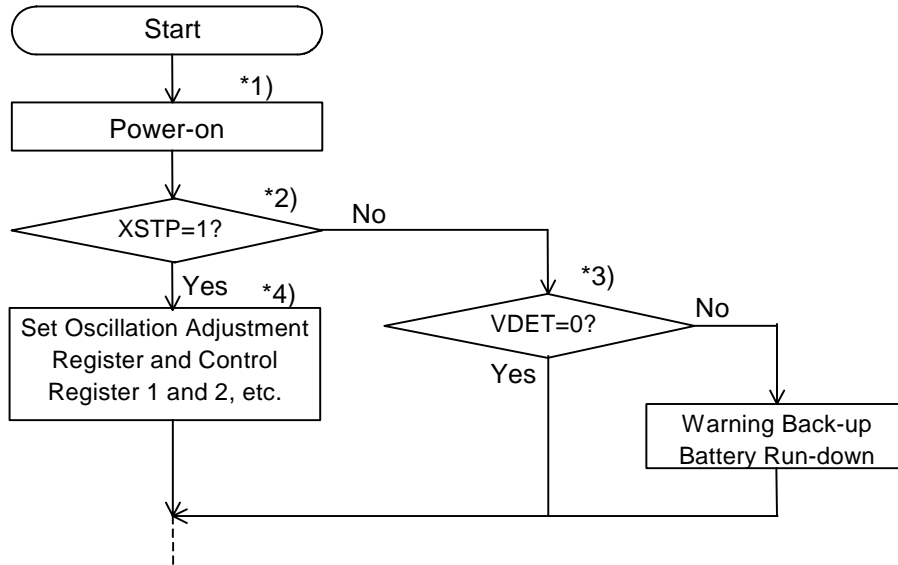 Start
*1)
Power-on
*2)
XSTP=1?
No
Yes
*4)
Set Oscillation Adjustment
Register and Control
Register 1 and 2, etc.
*3)
VDET=0?
No
Yes
Warning Back-up
Battery Run-down